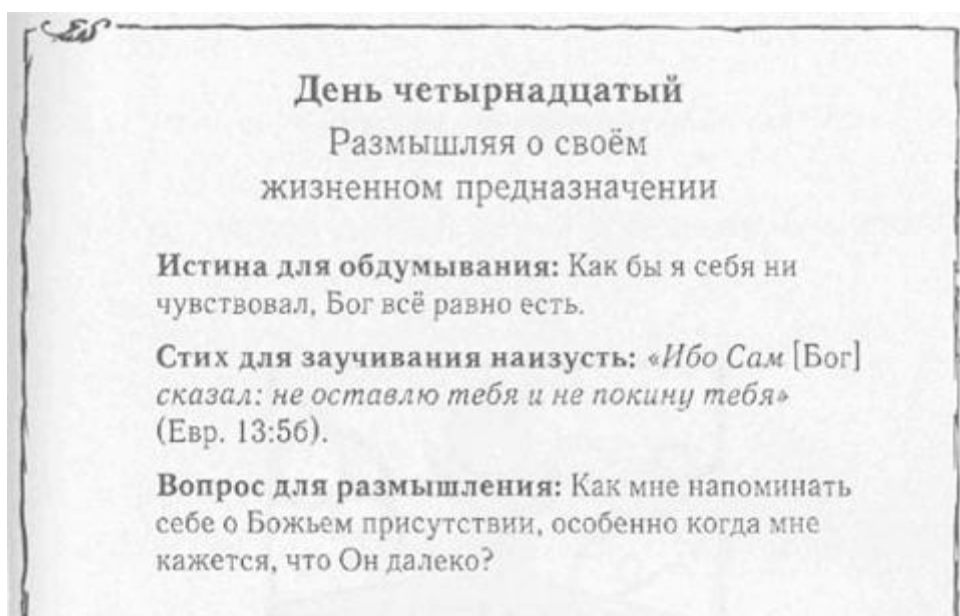 День четырнадцатый
Размышляя о своём
жизненном предназначении
Истина для обдумывания: Как бы я себя ни
чувствовал, Бог всё равно есть.
Стих для заучивания наизусть: «Ибо Сам [Бог]
сказал: не оставлю тебя и не покину тебя»
(Евр. 13:5б).
Вопрос для размышления: Как мне напоминать
себе о Божьем присутствии, особенно когда мне
кажется, что Он далеко?